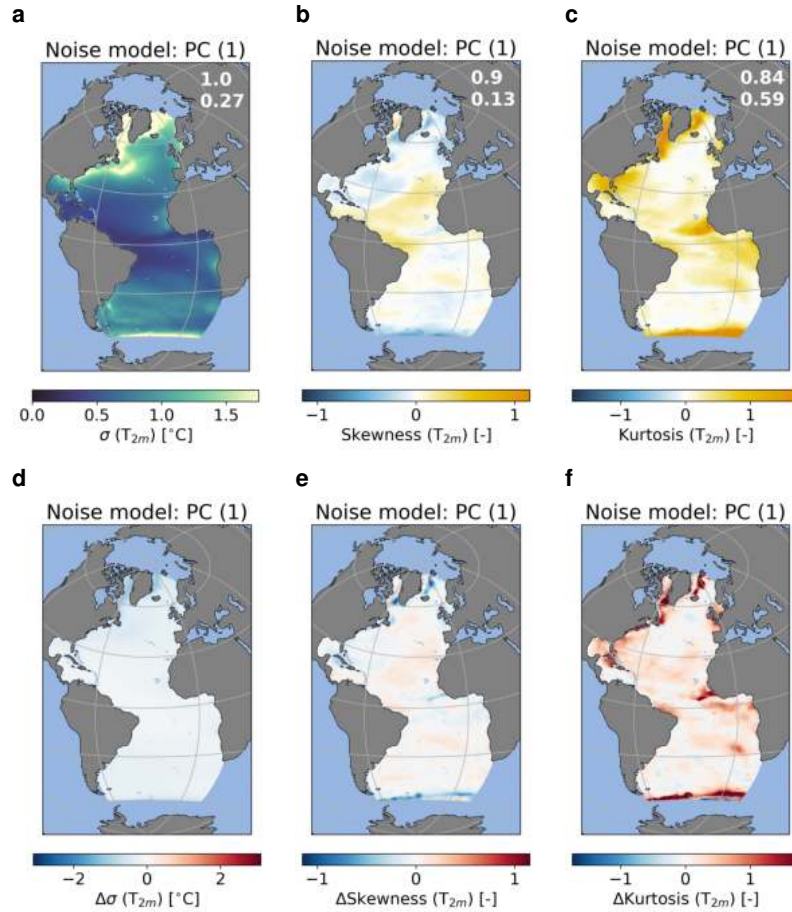 a
b
c
Noise model: PC (1)
Noise model: PC (1)
Noise model: PC (1)
1.0
0.27
0.9
0.13
0.84
0.59
0.0 0.5 1.0 1.5
σ (T2m) [°C]
−1 0 1
Skewness (T2m) [-]
−1 0 1
Kurtosis (T2m) [-]
d
e
f
Noise model: PC (1)
Noise model: PC (1)
Noise model: PC (1)
−2 0 2
Δσ (T2m) [°C]
−1 0 1
ΔSkewness (T2m) [-]
−1 0 1
ΔKurtosis (T2m) [-]